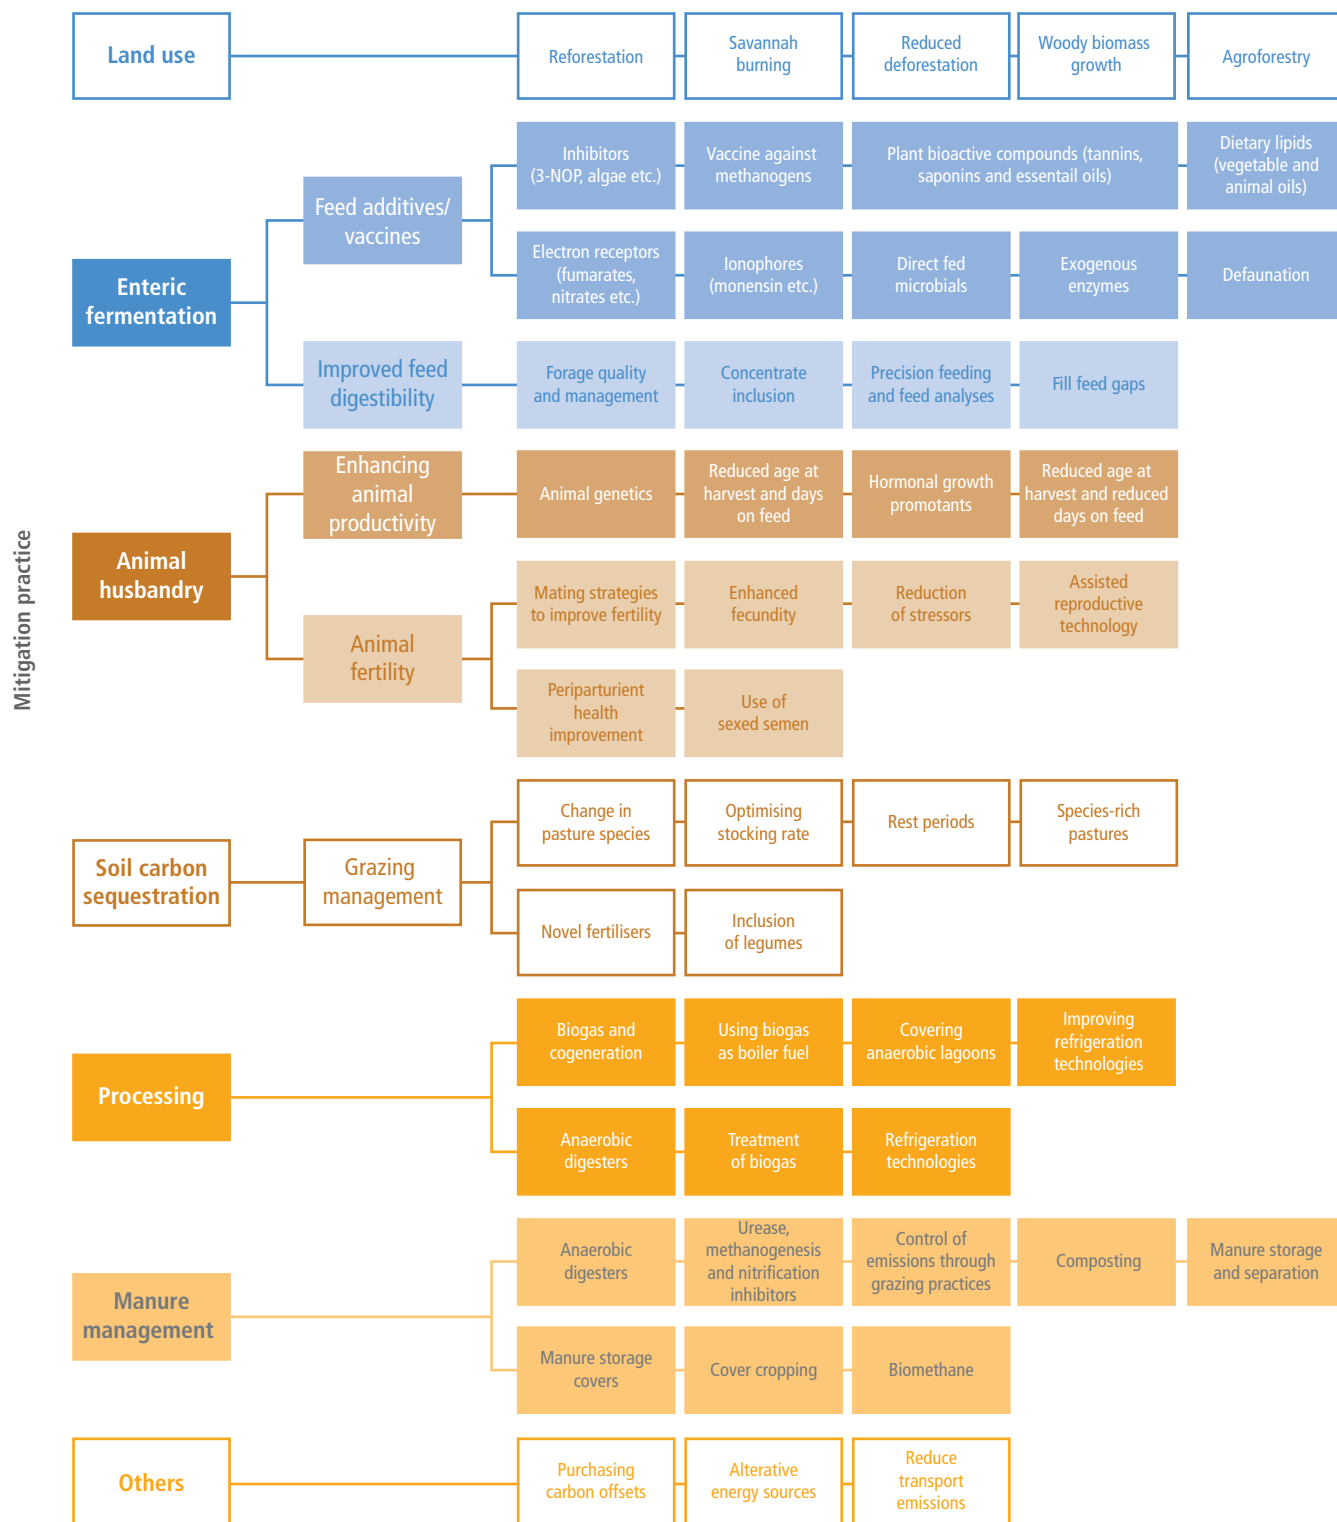 Mitigation practice
Land use
Reforestation
Savannah
burning
Reduced
deforestation
Woody biomass
growth
Agroforestry
Enteric
fermentation
Feed additives/
vaccines
Inhibitors
(3-NOP, algae etc.)
Vaccine against
methanogens
Plant bioactive compounds (tannins,
saponins and essentail oils)
Dietary lipids
(vegetable and
animal oils)
Electron receptors
(fumarates,
nitrates etc.)
Ionophores
(monensin etc.)
Direct fed
microbials
Exogenous
enzymes
Defaunation
Improved feed
digestibility
Forage quality
and management
Concentrate
inclusion
Precision feeding
and feed analyses
Fill feed gaps
Animal
husbandry
Enhancing
animal
productivity
Animal genetics
Reduced age at
harvest and days
on feed
Hormonal growth
promotants
Reduced age at
harvest and reduced
days on feed
Animal
fertility
Mating strategies
to improve fertility
Enhanced
fecundity
Reduction
of stressors
Assisted
reproductive
technology
Periparturient
health
improvement
Use of
sexed semen
Soil carbon
sequestration
Grazing
management
Change in
pasture species
Optimising
stocking rate
Rest periods
Species-rich
pastures
Novel fertilisers
Inclusion
of legumes
Processing
Biogas and
cogeneration
Using biogas
as boiler fuel
Covering
anaerobic lagoons
Improving
refrigeration
technologies
Anaerobic
digesters
Treatment
of biogas
Refrigeration
technologies
Manure
management
Anaerobic
digesters
Urease,
methanogenesis
and nitrification
inhibitors
Control of
emissions through
grazing practices
Composting
Manure storage
and separation
Manure storage
covers
Cover cropping
Biomethane
Others
Purchasing
carbon offsets
Alterative
energy sources
Reduce
transport
emissions